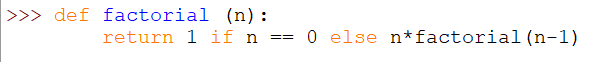 >>> def factorial (n):
        return 1 if n == 0 else n*factorial(n-1)